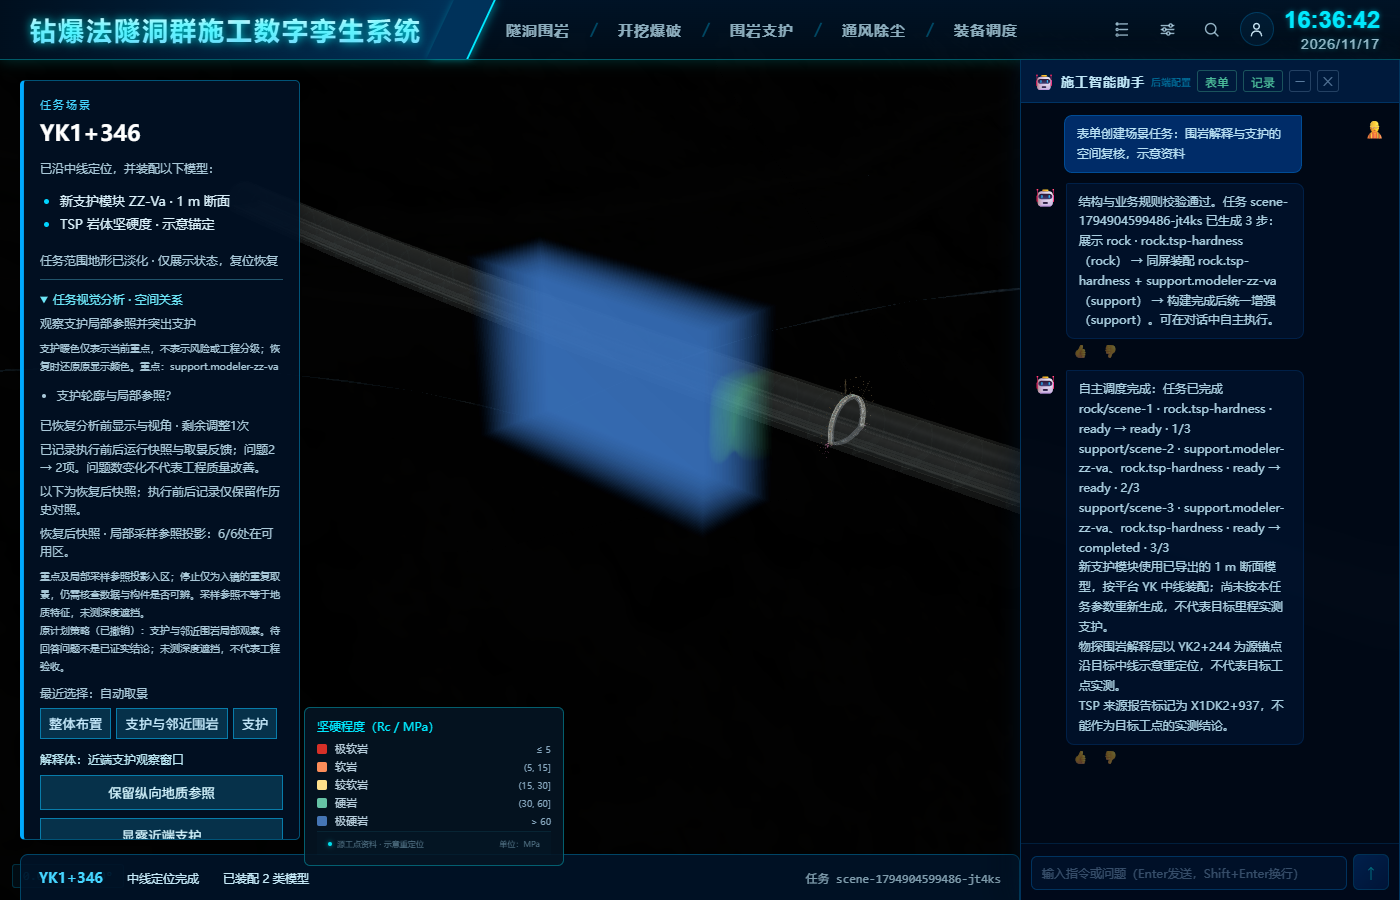 钻爆法隧洞群施工数字孪生系统
隧洞围岩 / 开挖爆破 / 围岩支护 / 通风除尘 / 装备调度
16:36:42
2026/11/17
任务场景
YK1+346
已沿中线定位，并装配以下模型：
• 新支护模块 ZZ-Va · 1 m 断面
• TSP 岩体坚硬度 · 示意锚定
任务范围地形已淡化 · 仅展示状态，复位恢复
▼ 任务视觉分析 · 空间关系
观察支护局部参照并突出支护
支护暖色仅表示当前重点，不表示风险或工程分级；恢
复时还原原显示颜色。重点：support.modeler-zz-va
• 支护轮廓与局部参照？
已恢复分析前显示与视角 · 剩余调整1次
已记录执行前后运行快照与取景反馈；问题2
→ 2项。问题数变化不代表工程质量改善。
以下为恢复后快照；执行前后记录仅保留作历
史对照。
恢复后快照 · 局部采样参照投影：6/6处在可
用区。
重点及局部采样参照投影入区；停止仅为入镜的重复取
景，仍需核查数据与构件是否可辨。采样参照不等于地
质特征，未测深度遮挡。
原计划策略（已撤销）：支护与邻近围岩局部观察。待
回答问题不是已证实结论；未测深度遮挡，不代表工程
验收。
最近选择：自动取景
整体布置 支护与邻近围岩 支护
解释体：近端支护观察窗口
保留纵向地质参照
显露近端支护
坚硬程度（Rc / MPa）
极软岩 ≤ 5
软岩 (5, 15]
较软岩 (15, 30]
硬岩 (30, 60]
极硬岩 > 60
源工点资料 · 示意重定位 单位：MPa
YK1+346 中线定位完成 已装配 2 类模型 任务 scene-1794904599486-jt4ks
施工智能助手 后端配置 表单 记录
表单创建场景任务：围岩解释与支护的
空间复核，示意资料
结构与业务规则校验通过。任务 scene-
1794904599486-jt4ks 已生成 3 步：
展示 rock · rock.tsp-hardness
（rock） → 同屏装配 rock.tsp-
hardness + support.modeler-zz-va
（support） → 构建完成后统一增强
（support）。可在对话中自主执行。
自主调度完成：任务已完成
rock/scene-1 · rock.tsp-hardness ·
ready → ready · 1/3
support/scene-2 · support.modeler-
zz-va、rock.tsp-hardness · ready →
ready · 2/3
support/scene-3 · support.modeler-
zz-va、rock.tsp-hardness · ready →
completed · 3/3
新支护模块使用已导出的 1 m 断面模
型，按平台 YK 中线装配；尚未按本任
务参数重新生成，不代表目标里程实测
支护。
物探围岩解释层以 YK2+244 为源锚点
沿目标中线示意重定位，不代表目标工
点实测。
TSP 来源报告标记为 X1DK2+937，不
能作为目标工点的实测结论。
输入指令或问题（Enter发送，Shift+Enter换行）